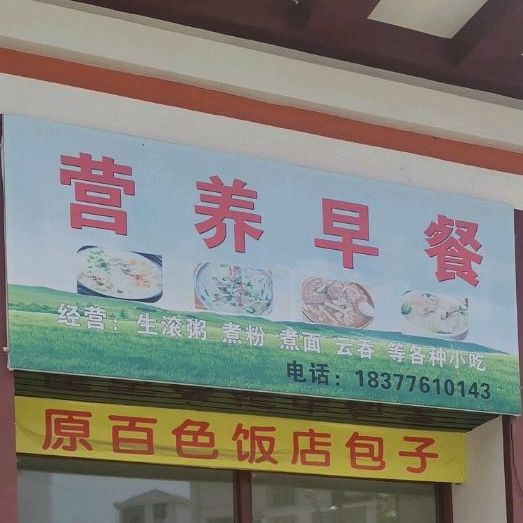 营养早餐
经营：生滚粥 煮粉 煮面 云吞 等各种小吃
电话：18377610143
原百色饭店包子